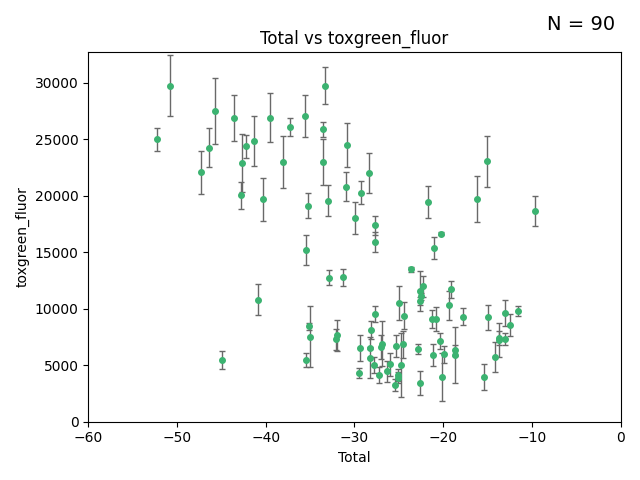 N = 90
Total vs toxgreen_fluor
30000
25000
20000
15000
10000
5000
0
toxgreen_fluor
−60 −50 −40 −30 −20 −10 0
Total